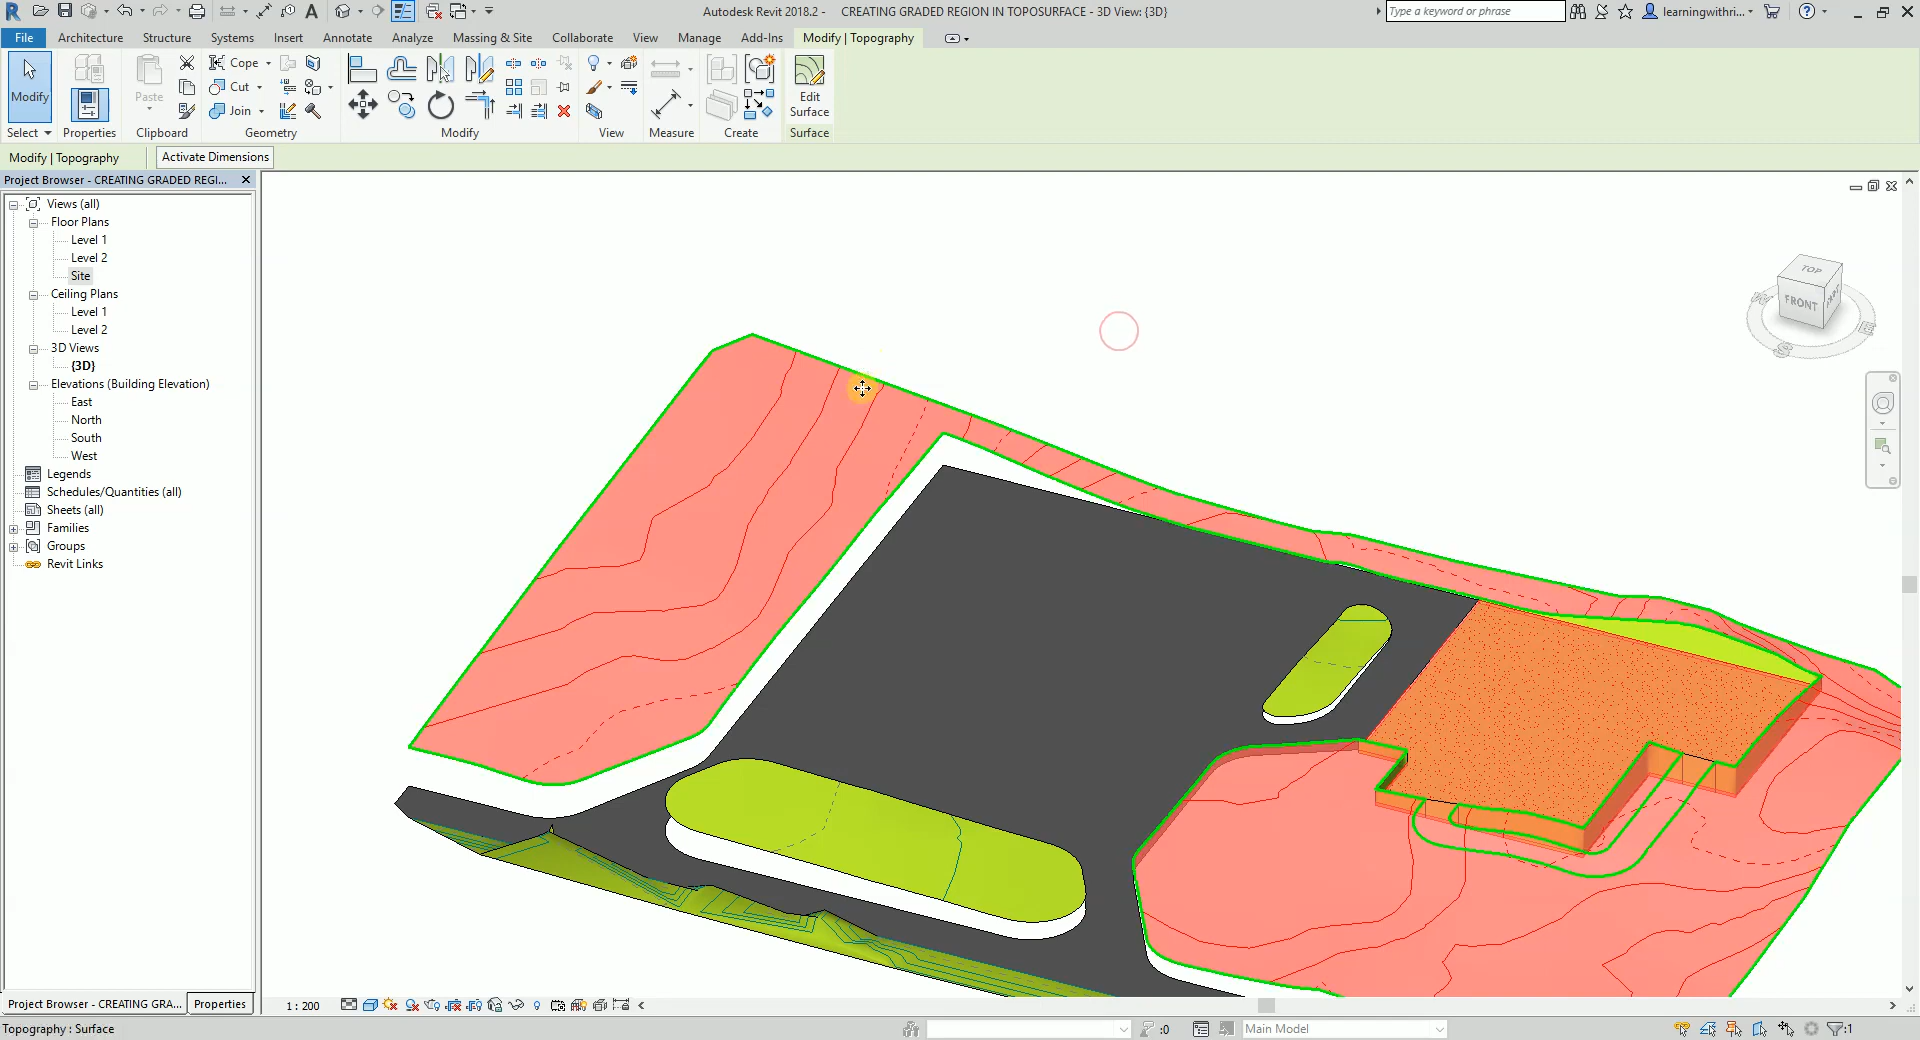 Autodesk Revit 2018.2 - CREATING GRADED REGION IN TOPOSURFACE - 3D View: {3D}
Type a keyword or phrase
learningwithri...
File Architecture Structure Systems Insert Annotate Analyze Massing & Site Collaborate View Manage Add-Ins Modify | Topography
Modify
Paste
Cope
Cut
Join
Edit
Surface
Select Properties Clipboard Geometry Modify View Measure Create Surface
Modify | Topography Activate Dimensions
Project Browser - CREATING GRADED REGI...
Views (all)
Floor Plans
Level 1
Level 2
Site
Ceiling Plans
Level 1
Level 2
3D Views
{3D}
Elevations (Building Elevation)
East
North
South
West
Legends
Schedules/Quantities (all)
Sheets (all)
Families
Groups
Revit Links
TOP
FRONT
E
S
Project Browser - CREATING GRA... Properties
1 : 200
Topography : Surface
:0
Main Model
:1